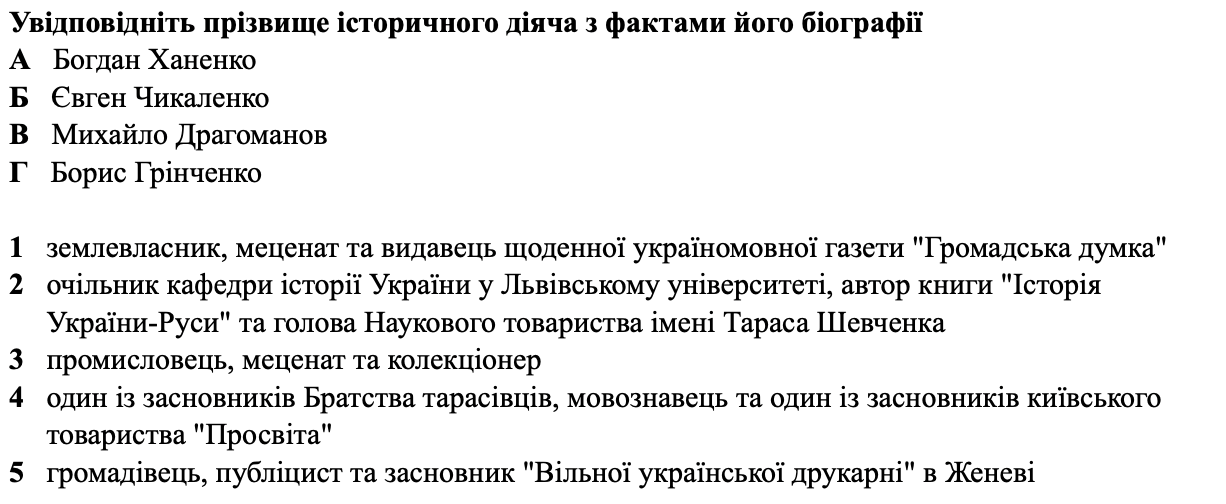 Увідповідніть прізвище історичного діяча з фактами його біографії
А Богдан Ханенко
Б Євген Чикаленко
В Михайло Драгоманов
Г Борис Грінченко
1 землевласник, меценат та видавець щоденної україномовної газети "Громадська думка"
2 очільник кафедри історії України у Львівському університеті, автор книги "Історія
України-Руси" та голова Наукового товариства імені Тараса Шевченка
3 промисловець, меценат та колекціонер
4 один із засновників Братства тарасівців, мовознавець та один із засновників київського
товариства "Просвіта"
5 громадівець, публіцист та засновник "Вільної української друкарні" в Женеві